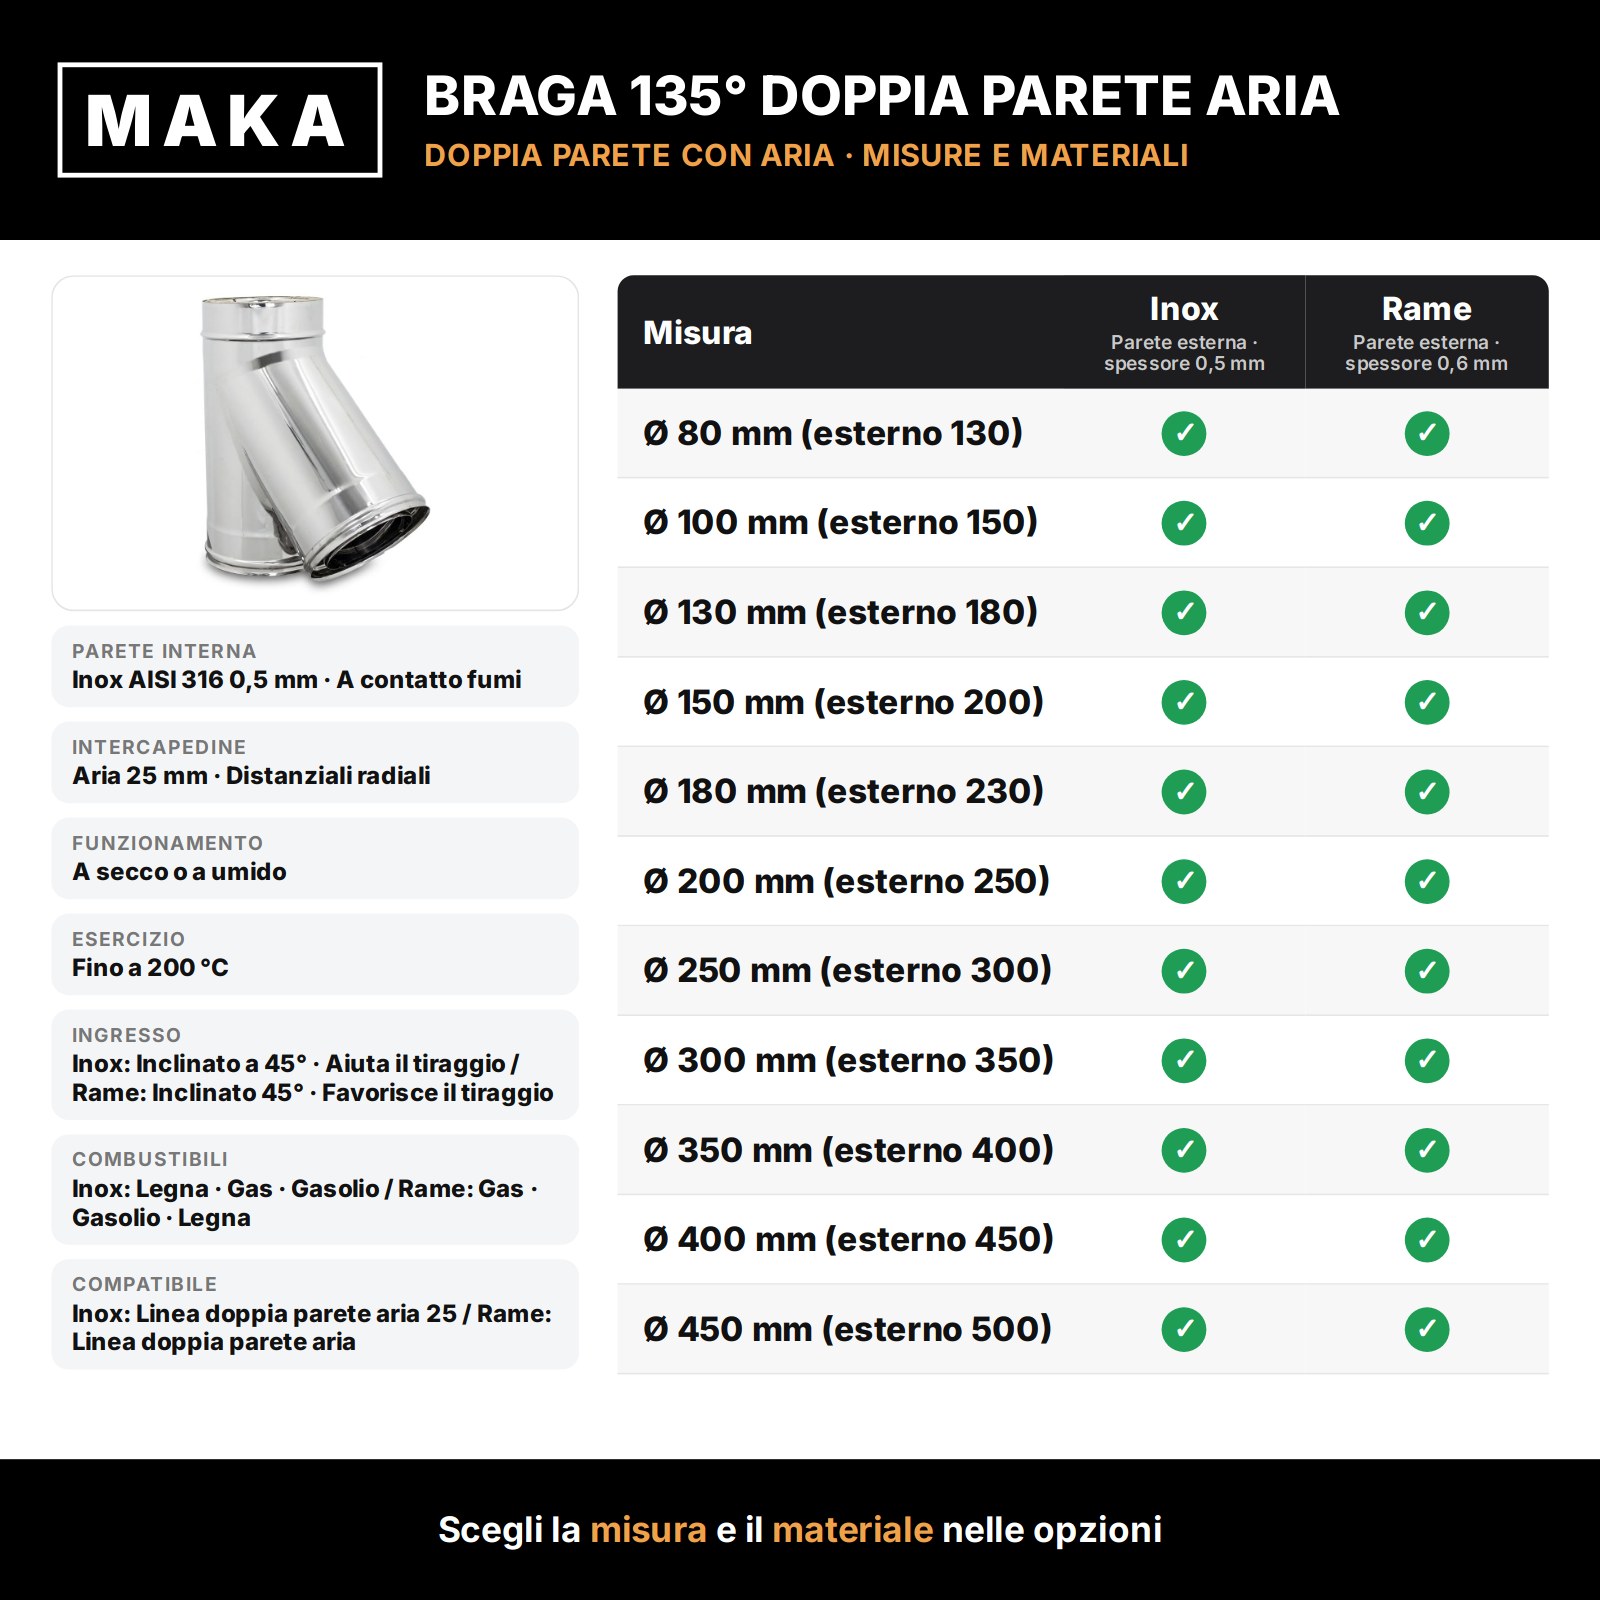 MAKA
BRAGA 135° DOPPIA PARETE ARIA
DOPPIA PARETE CON ARIA · MISURE E MATERIALI
PARETE INTERNA
Inox AISI 316 0,5 mm · A contatto fumi
INTERCAPEDINE
Aria 25 mm · Distanziali radiali
FUNZIONAMENTO
A secco o a umido
ESERCIZIO
Fino a 200 °C
INGRESSO
Inox: Inclinato a 45° · Aiuta il tiraggio /
Rame: Inclinato 45° · Favorisce il tiraggio
COMBUSTIBILI
Inox: Legna · Gas · Gasolio / Rame: Gas ·
Gasolio · Legna
COMPATIBILE
Inox: Linea doppia parete aria 25 / Rame:
Linea doppia parete aria
Misura
Inox
Parete esterna ·
spessore 0,5 mm
Rame
Parete esterna ·
spessore 0,6 mm
Ø 80 mm (esterno 130) ✓ ✓
Ø 100 mm (esterno 150) ✓ ✓
Ø 130 mm (esterno 180) ✓ ✓
Ø 150 mm (esterno 200) ✓ ✓
Ø 180 mm (esterno 230) ✓ ✓
Ø 200 mm (esterno 250) ✓ ✓
Ø 250 mm (esterno 300) ✓ ✓
Ø 300 mm (esterno 350) ✓ ✓
Ø 350 mm (esterno 400) ✓ ✓
Ø 400 mm (esterno 450) ✓ ✓
Ø 450 mm (esterno 500) ✓ ✓
Scegli la misura e il materiale nelle opzioni